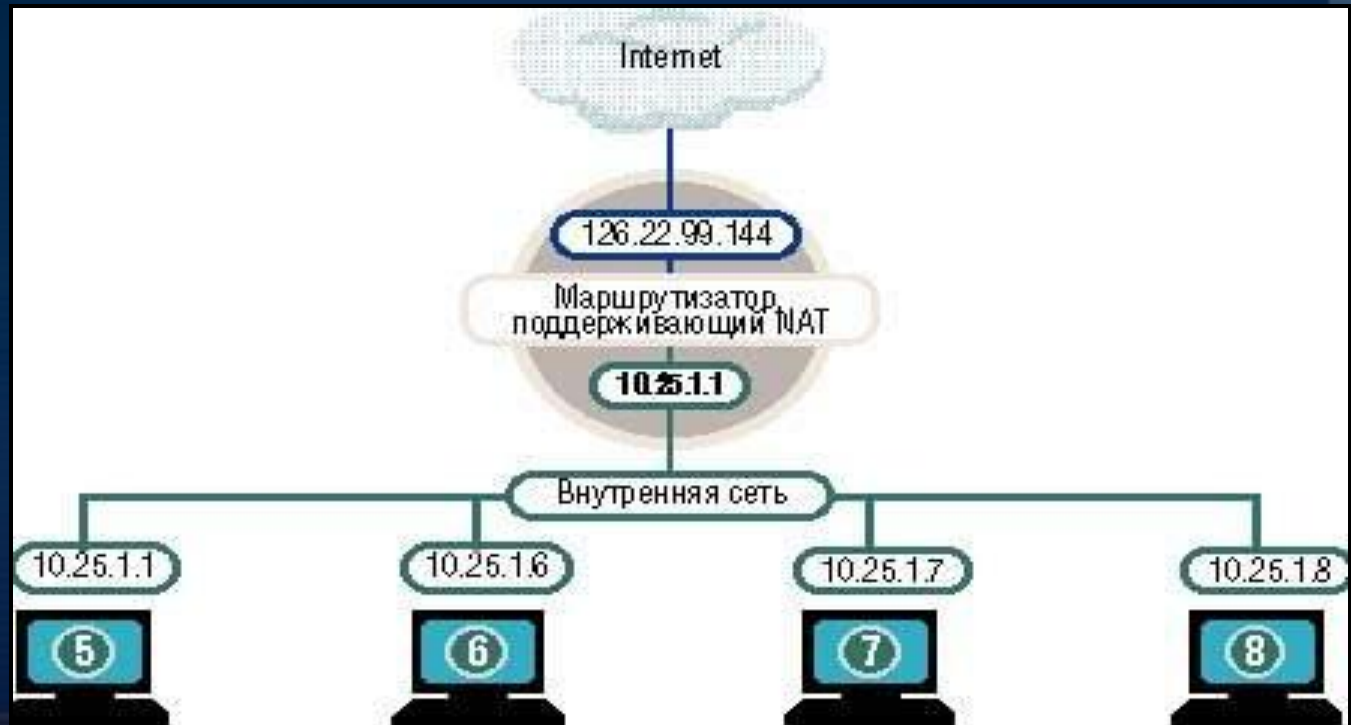 Internet
126.22.99.144
Маршрутизатор,
поддерживающий NAT
10.25.1.1
Внутренняя сеть
10.25.1.1
10.25.1.6
10.25.1.7
10.25.1.8
5
6
7
8